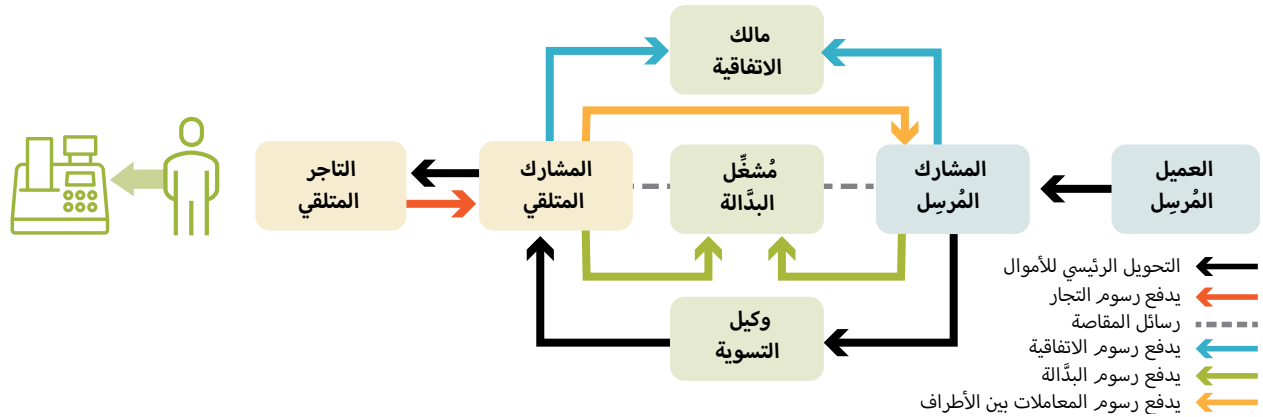 مالك
الاتفاقية
العميل
المُرسِل
المشارك
المُرسِل
مُشغِّل
البدَّالة
المشارك
المتلقي
التاجر
المتلقي
وكيل
التسوية
التحويل الرئيسي للأموال
يدفع رسوم التجار
رسائل المقاصة
يدفع رسوم الاتفاقية
يدفع رسوم البدَّالة
يدفع رسوم المعاملات بين الأطراف